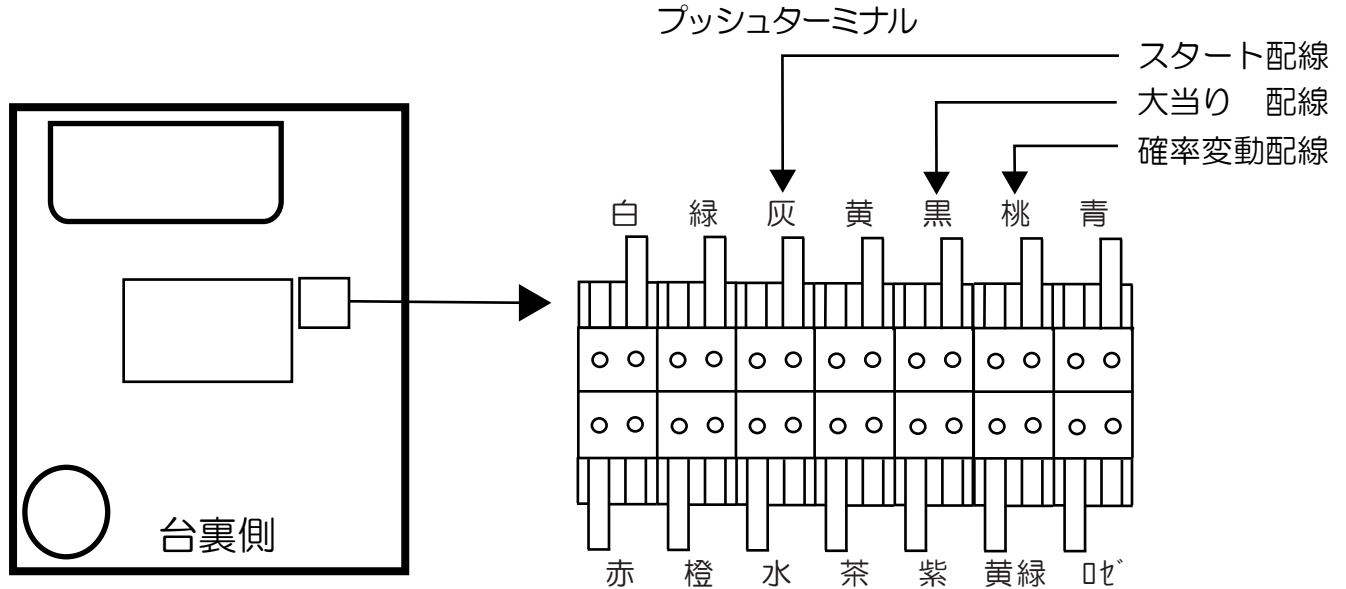 プッシュターミナル
スタート配線
大当り　配線
確率変動配線
白 緑 灰 黄 黒 桃 青
赤 橙 水 茶 紫 黄緑 ﾛｾﾞ
台裏側